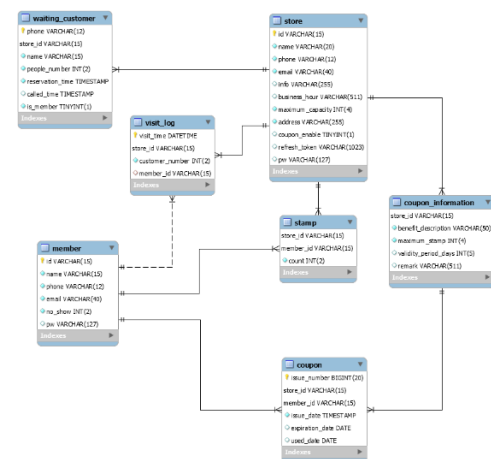 waiting_customer
phone VARCHAR(12)
store_id VARCHAR(15)
name VARCHAR(15)
people_number INT(2)
reservation_time TIMESTAMP
called_time TIMESTAMP
is_member TINYINT(1)
Indexes
store
id VARCHAR(15)
name VARCHAR(20)
phone VARCHAR(12)
email VARCHAR(40)
info VARCHAR(255)
business_hour VARCHAR(511)
maximum_capacity INT(4)
address VARCHAR(255)
coupon_enable TINYINT(1)
refresh_token VARCHAR(1023)
pw VARCHAR(127)
Indexes
visit_log
visit_time DATETIME
store_id VARCHAR(15)
customer_number INT(2)
member_id VARCHAR(15)
Indexes
stamp
store_id VARCHAR(15)
member_id VARCHAR(15)
count INT(2)
Indexes
coupon_information
store_id VARCHAR(15)
benefit_description VARCHAR(50)
maximum_stamp INT(4)
validity_period_days INT(5)
remark VARCHAR(511)
Indexes
member
id VARCHAR(15)
name VARCHAR(15)
phone VARCHAR(12)
email VARCHAR(40)
no_show INT(2)
pw VARCHAR(127)
Indexes
coupon
issue_number BIGINT(20)
store_id VARCHAR(15)
member_id VARCHAR(15)
issue_date TIMESTAMP
expiration_date DATE
used_date DATE
Indexes